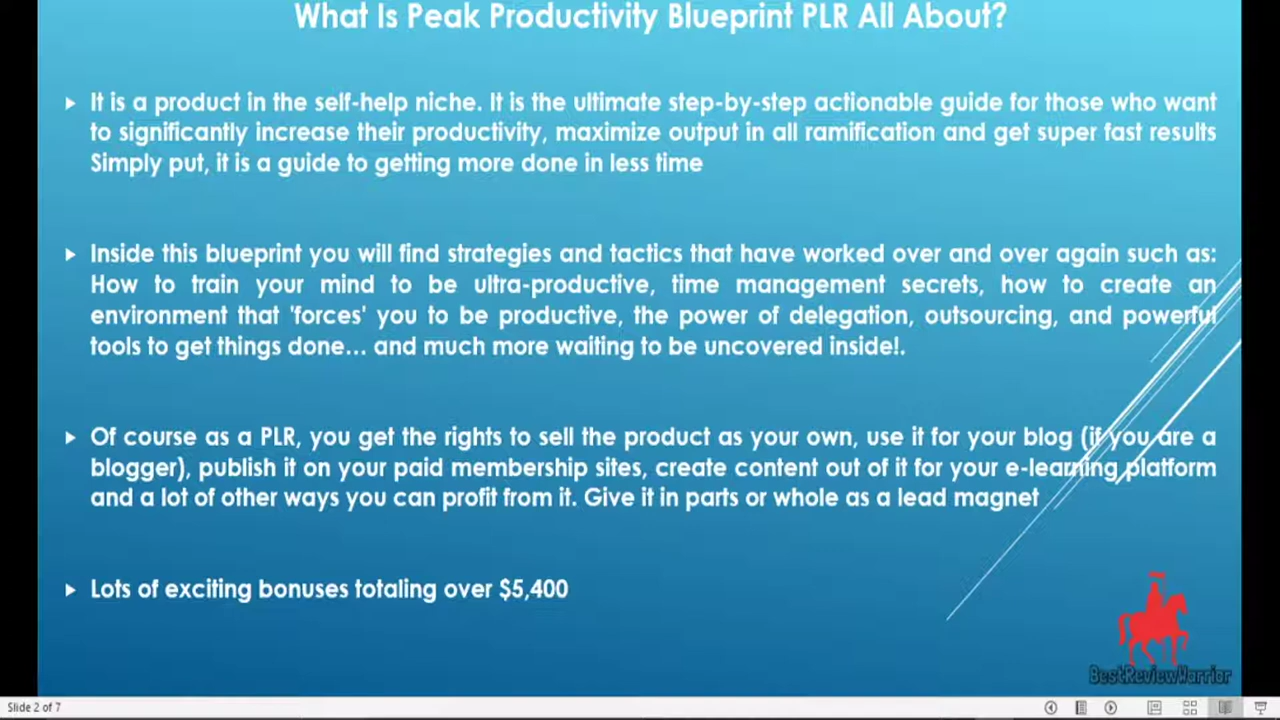 What Is Peak Productivity Blueprint PLR All About?
It is a product in the self-help niche. It is the ultimate step-by-step actionable guide for those who want
to significantly increase their productivity, maximize output in all ramification and get super fast results
Simply put, it is a guide to getting more done in less time
Inside this blueprint you will find strategies and tactics that have worked over and over again such as:
How to train your mind to be ultra-productive, time management secrets, how to create an
environment that 'forces' you to be productive, the power of delegation, outsourcing, and powerful
tools to get things done... and much more waiting to be uncovered inside!.
Of course as a PLR, you get the rights to sell the product as your own, use it for your blog (if you are a
blogger), publish it on your paid membership sites, create content out of it for your e-learning platform
and a lot of other ways you can profit from it. Give it in parts or whole as a lead magnet
Lots of exciting bonuses totaling over $5,400
BestReviewWarrior
Slide 2 of 7